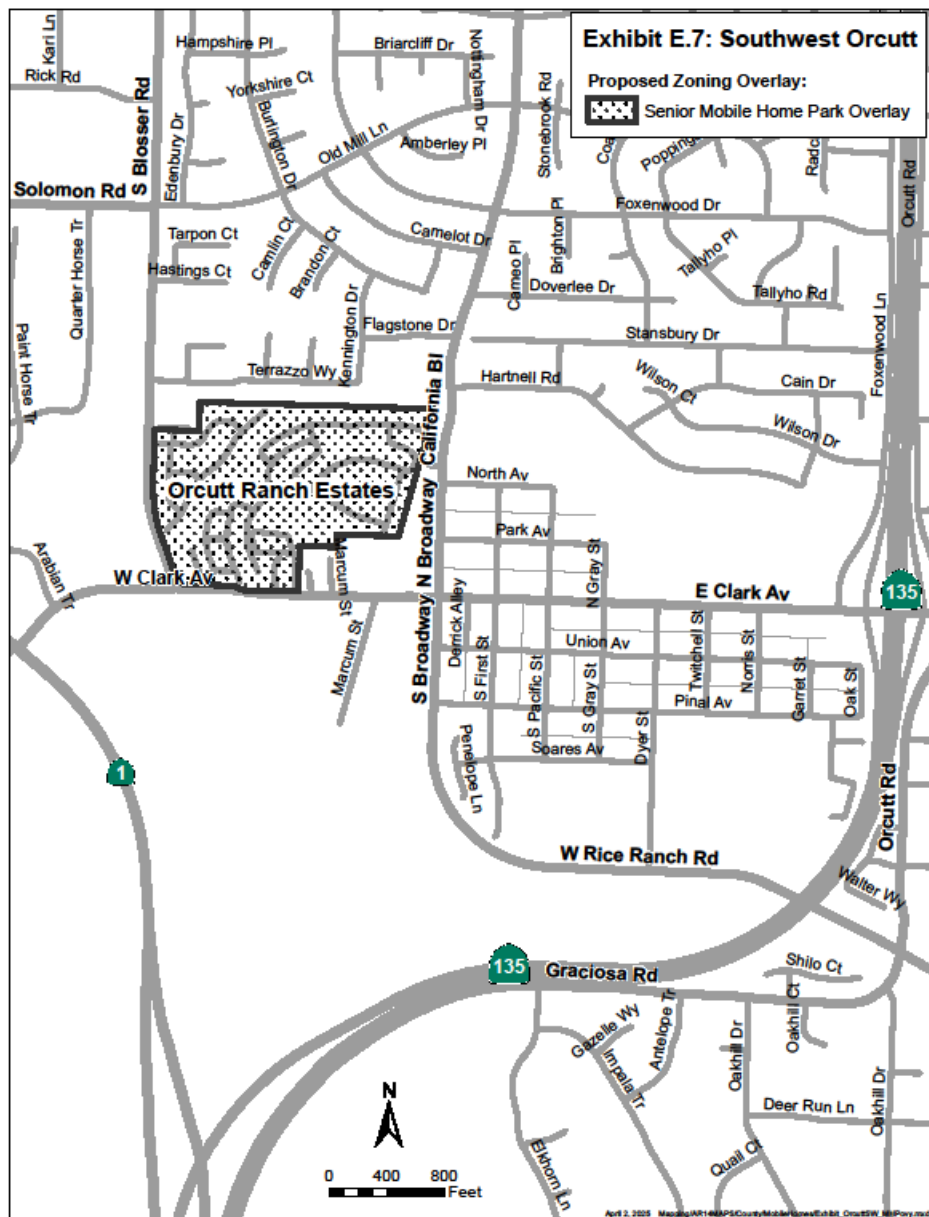 Exhibit E.7: Southwest Orcutt
Proposed Zoning Overlay:
Senior Mobile Home Park Overlay
Kari Ln
Rick Rd
S Blosser Rd
Hampshire Pl
Yorkshire Ct
Burlington Dr
Briarcliff Dr
Nottingham Dr
Old Mill Ln
Amberley Pl
Stonebrook Rd
Edenbury Dr
Solomon Rd
Foxenwood Dr
Orcutt Rd
Quarter Horse Tr
Tarpon Ct
Hastings Ct
Camlin Ct
Brandon Ct
Camelot Dr
Cameo Pl
Brighton Pl
Doverlee Dr
Tallyho Pl
Tallyho Rd
Foxenwood Ln
Paint Horse Tr
Kennington Dr
Flagstone Dr
Stansbury Dr
Terrazzo Wy
California Bl
Hartnell Rd
Wilson Ct
Cain Dr
Wilson Dr
Orcutt Ranch Estates
North Av
Park Av
N Broadway
N Gray St
Arabian Tr
W Clark Av
Marcum St
E Clark Av
135
Marcum St
S Broadway
Derrick Alley
S First St
Union Av
S Pacific St
S Gray St
Twitchell St
Norris St
Garret St
Oak St
Pinal Av
Dyer St
Soares Av
Penelope Ln
1
Orcutt Rd
W Rice Ranch Rd
Walter Wy
135
Graciosa Rd
Shilo Ct
Gazelle Wy
Antelope Tr
Impala Tr
Oakhill Dr
Oakhill Ct
Deer Run Ln
Oakhill Dr
Quail Ct
Elkhorn Ln
N
0 400 800
Feet
April 2, 2025